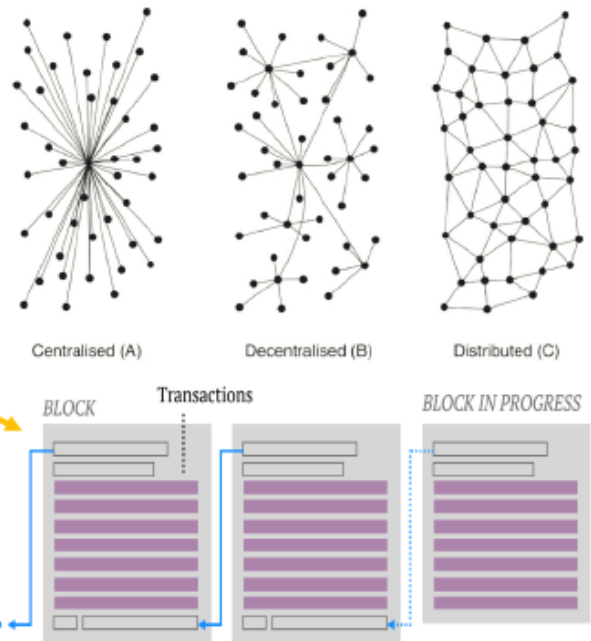 Centralised (A)
Decentralised (B)
Distributed (C)
BLOCK
Transactions
BLOCK IN PROGRESS